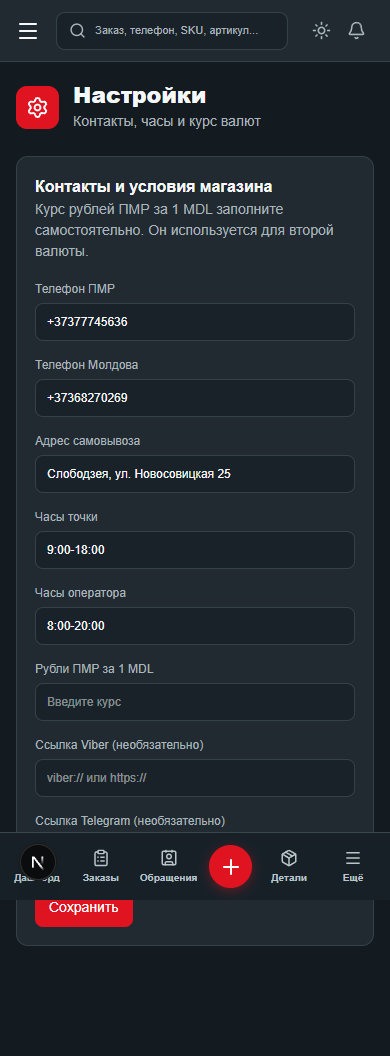 Заказ, телефон, SKU, артикул...
Настройки
Контакты, часы и курс валют
Контакты и условия магазина
Курс рублей ПМР за 1 MDL заполните
самостоятельно. Он используется для второй
валюты.
Телефон ПМР
+37377745636
Телефон Молдова
+37368270269
Адрес самовывоза
Слободзея, ул. Новосовицкая 25
Часы точки
9:00-18:00
Часы оператора
8:00-20:00
Рубли ПМР за 1 MDL
Введите курс
Ссылка Viber (необязательно)
viber:// или https://
Ссылка Telegram (необязательно)
N
Заказы
Обращения
Детали
Ещё
Сохранить